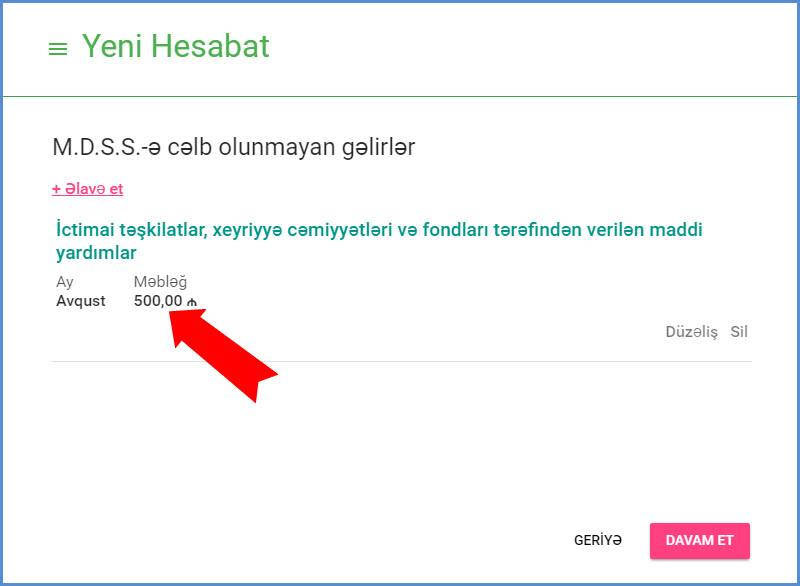 Yeni Hesabat
M.D.S.S.-ə cəlb olunmayan gəlirlər
+ Əlavə et
İctimai təşkilatlar, xeyriyyə cəmiyyətləri və fondları tərəfindən verilən maddi
yardımlar
Ay Məbləğ
Avqust 500,00 ₼
Düzəliş Sil
GERİYƏ DAVAM ET